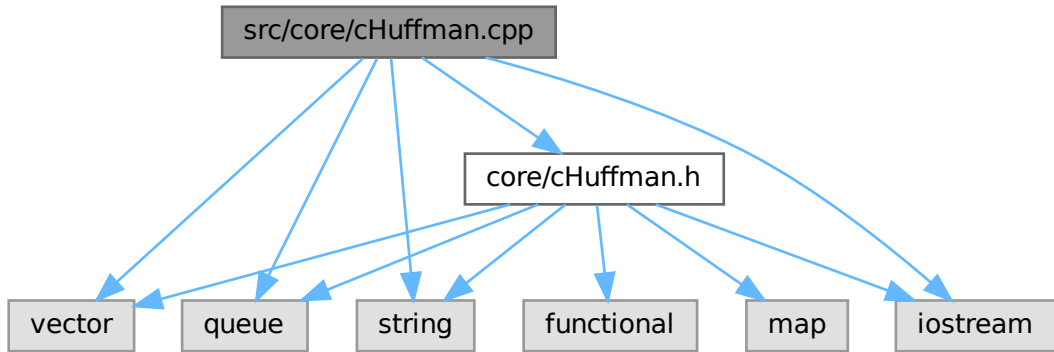 src/core/cHuffman.cpp
core/cHuffman.h
vector
queue
string
functional
map
iostream